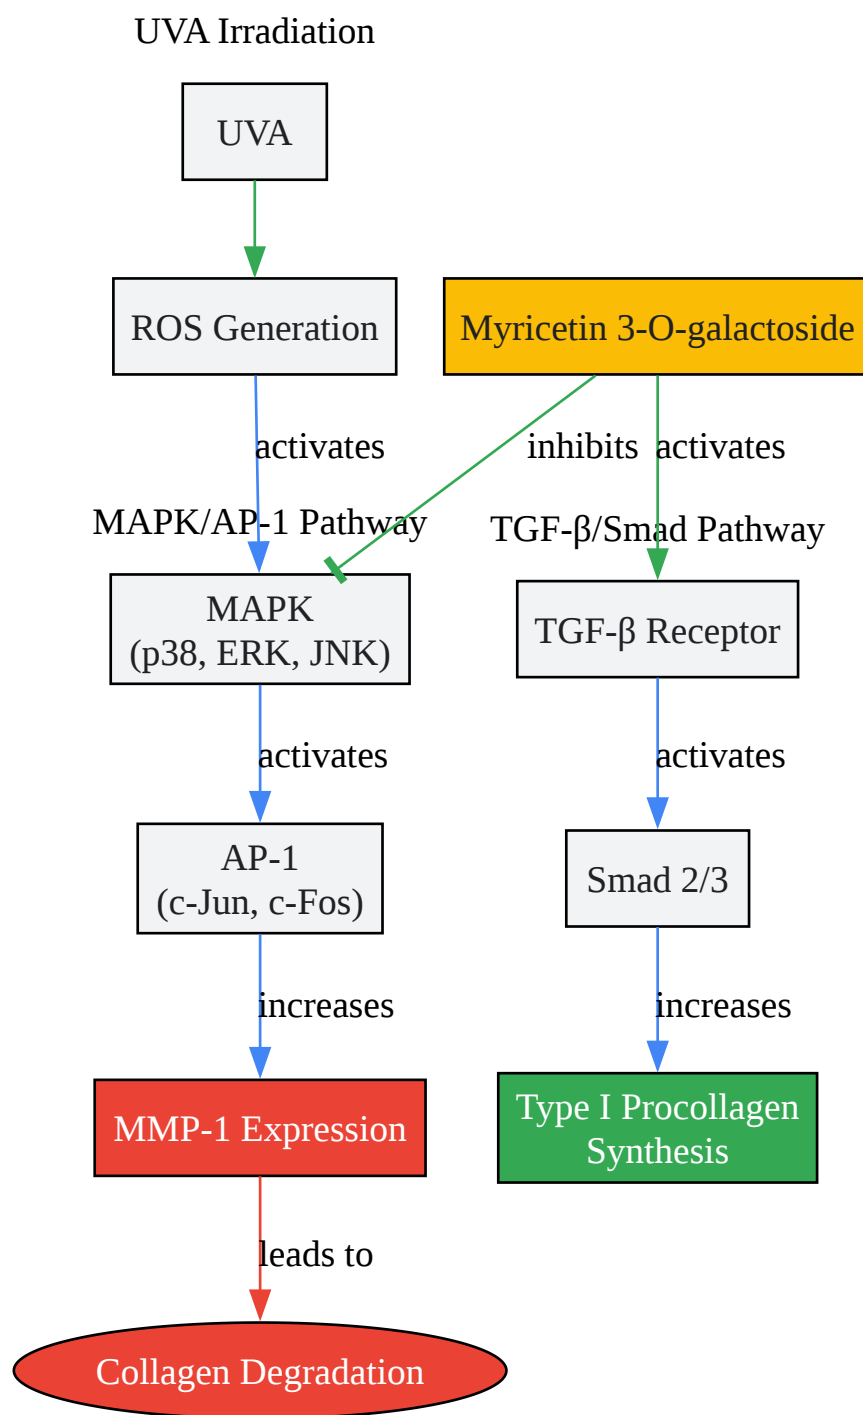 UVA Irradiation
UVA
ROS Generation
Myricetin 3-O-galactoside
activates
inhibits
activates
MAPK/AP-1 Pathway
TGF-β/Smad Pathway
MAPK
(p38, ERK, JNK)
TGF-β Receptor
activates
activates
AP-1
(c-Jun, c-Fos)
Smad 2/3
increases
increases
MMP-1 Expression
Type I Procollagen
Synthesis
leads to
Collagen Degradation